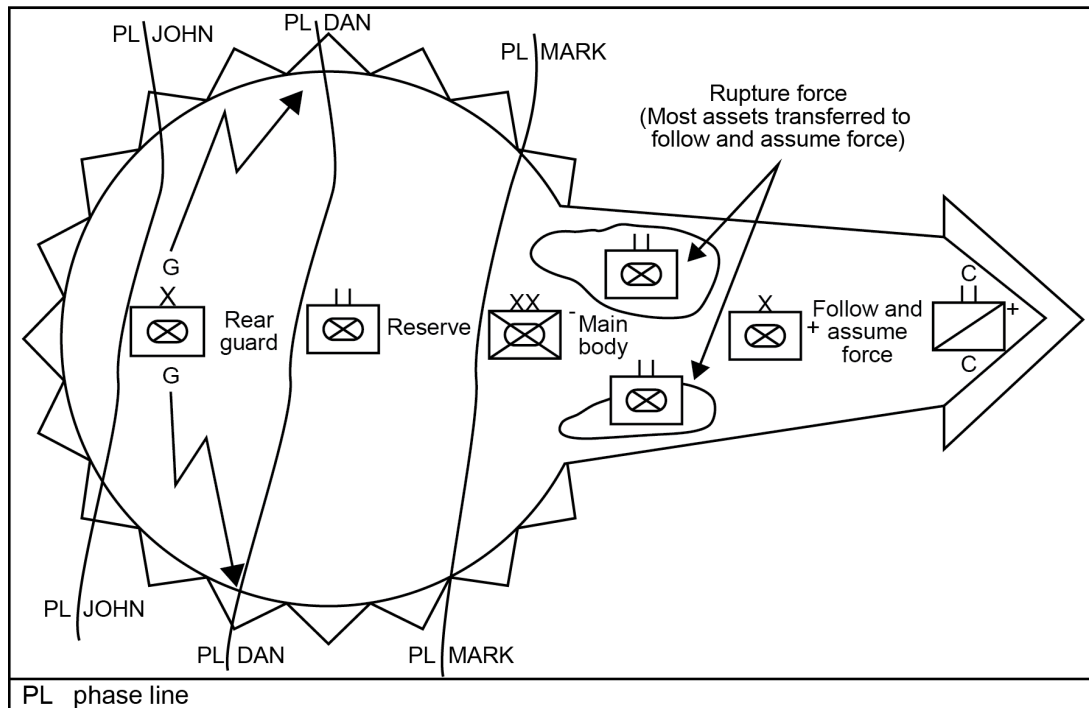 PL JOHN
PL DAN
PL MARK
Rupture force
(Most assets transferred to
follow and assume force)
G
X
Rear
guard
G
II
Reserve
XX
-
Main
body
II
II
X
+
Follow and
assume
force
C
II
+
C
PL JOHN
PL DAN
PL MARK
PL phase line